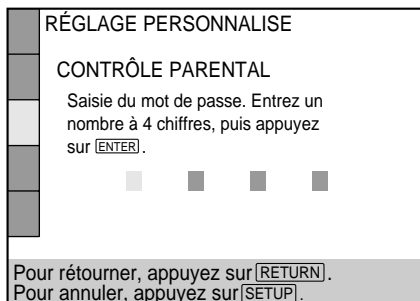 RÉGLAGE PERSONNALISE
CONTRÔLE PARENTAL
Saisie du mot de passe. Entrez un
nombre à 4 chiffres, puis appuyez
sur ENTER.
Pour rétourner, appuyez sur RETURN.
Pour annuler, appuyez sur SETUP.